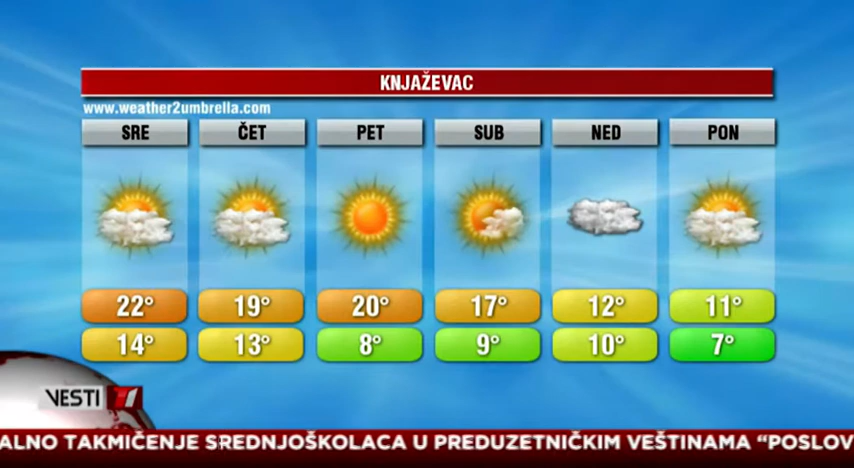 KNJAŽEVAC
www.weather2umbrella.com
SRE ČET PET SUB NED PON
22° 19° 20° 17° 12° 11°
14° 13° 8° 9° 10° 7°
VESTI
ALNO TAKMIČENJE SREDNJOŠKOLACA U PREDUZETNIČKIM VEŠTINAMA “POSLOV